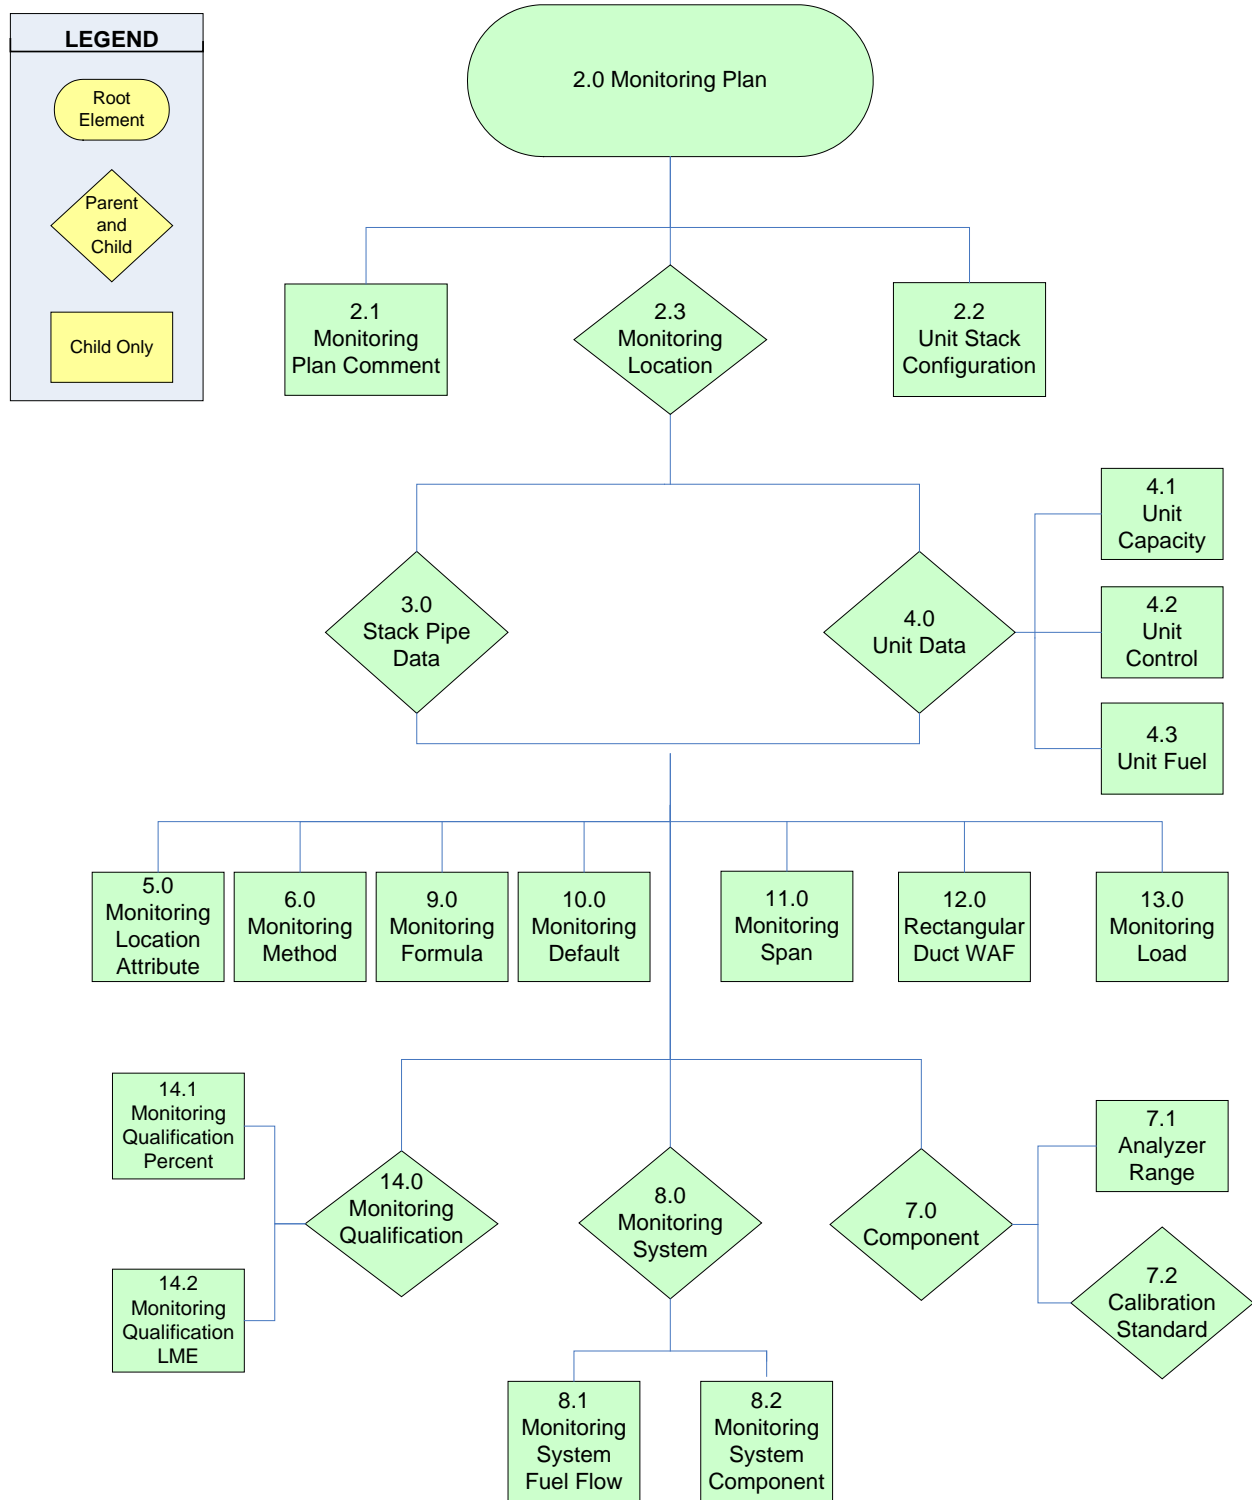 LEGEND
Root
Element
Parent
and
Child
Child Only
2.0 Monitoring Plan
2.1
Monitoring
Plan Comment
2.3
Monitoring
Location
2.2
Unit Stack
Configuration
3.0
Stack Pipe
Data
4.0
Unit Data
4.1
Unit
Capacity
4.2
Unit
Control
4.3
Unit Fuel
5.0
Monitoring
Location
Attribute
6.0
Monitoring
Method
9.0
Monitoring
Formula
10.0
Monitoring
Default
11.0
Monitoring
Span
12.0
Rectangular
Duct WAF
13.0
Monitoring
Load
14.1
Monitoring
Qualification
Percent
14.2
Monitoring
Qualification
LME
14.0
Monitoring
Qualification
8.0
Monitoring
System
7.0
Component
7.1
Analyzer
Range
7.2
Calibration
Standard
8.1
Monitoring
System
Fuel Flow
8.2
Monitoring
System
Component